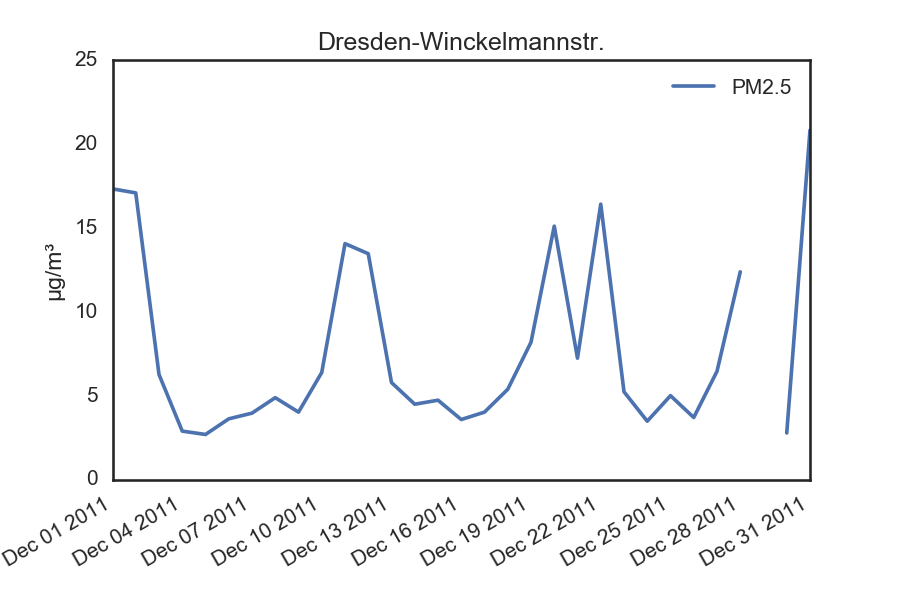 Dresden-Winckelmannstr.
25
20
15
10
5
0
µg/m³
PM2.5
Dec 01 2011
Dec 04 2011
Dec 07 2011
Dec 10 2011
Dec 13 2011
Dec 16 2011
Dec 19 2011
Dec 22 2011
Dec 25 2011
Dec 28 2011
Dec 31 2011